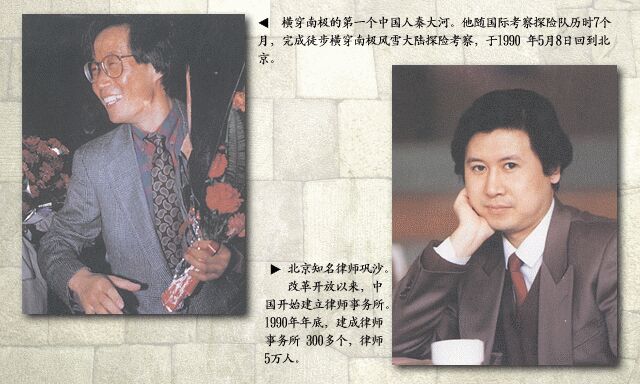 ◀ 横穿南极的第一个中国人秦大河。他随国际考察探险队历时7个
月，完成徒步横穿南极风雪大陆探险考察，于1990 年5月8日回到北
京。
▶ 北京知名律师巩沙。
改革开放以来，中
国开始建立律师事务所。
1990年年底，建成律师
事务所 300多个，律师
5万人。